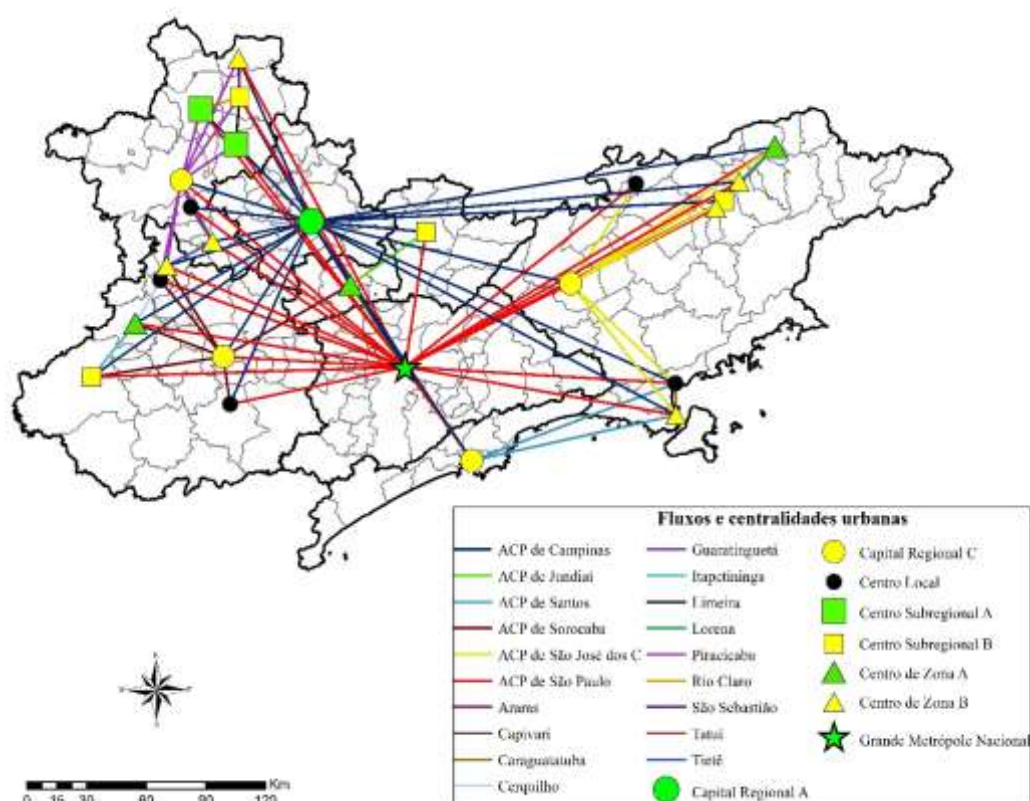 Fluxos e centralidades urbanas
ACP de Campinas
ACP de Jundiaí
ACP de Santos
ACP de Sorocaba
ACP de São José dos C
ACP de São Paulo
Araras
Capivari
Caraguatatuba
Cerquilho
Guaratinguetá
Itapetininga
Limeira
Lorena
Piracicaba
Rio Claro
São Sebastião
Tatuí
Tietê
Capital Regional A
Capital Regional C
Centro Local
Centro Subregional A
Centro Subregional B
Centro de Zona A
Centro de Zona B
Grande Metrópole Nacional
Km
0 15 30 60 90 120